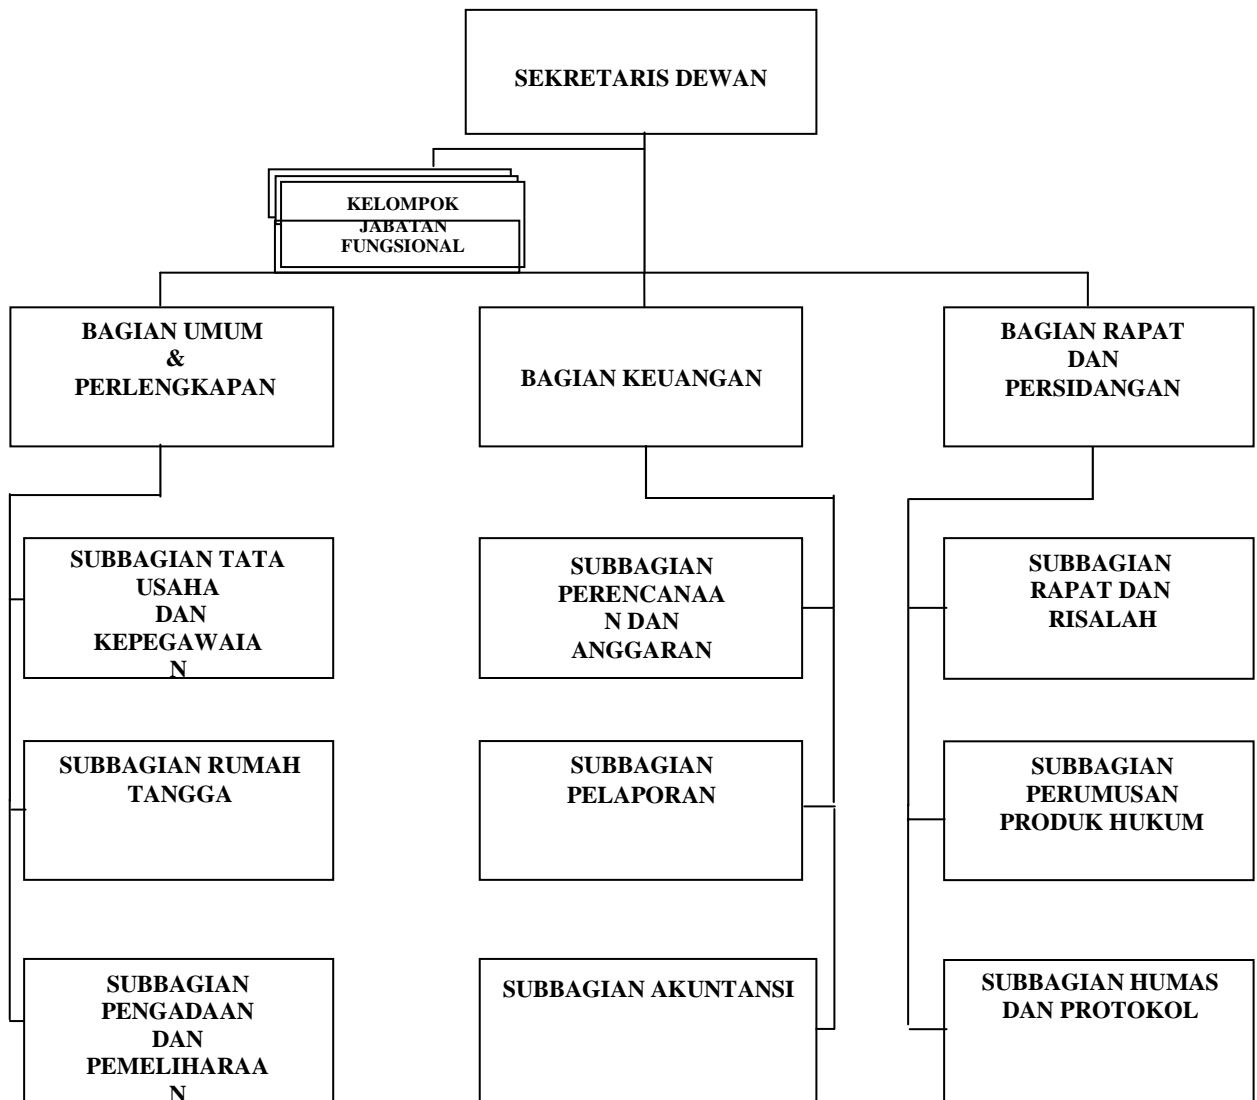 SEKRETARIS DEWAN
KELOMPOK
JABATAN
FUNGSIONAL
BAGIAN UMUM
&
PERLENGKAPAN
BAGIAN KEUANGAN
BAGIAN RAPAT
DAN
PERSIDANGAN
SUBBAGIAN TATA
USAHA
DAN
KEPEGAWAIA
N
SUBBAGIAN
PERENCANAA
N DAN
ANGGARAN
SUBBAGIAN
RAPAT DAN
RISALAH
SUBBAGIAN RUMAH
TANGGA
SUBBAGIAN
PELAPORAN
SUBBAGIAN
PERUMUSAN
PRODUK HUKUM
SUBBAGIAN
PENGADAAN
DAN
PEMELIHARAA
N
SUBBAGIAN AKUNTANSI
SUBBAGIAN HUMAS
DAN PROTOKOL